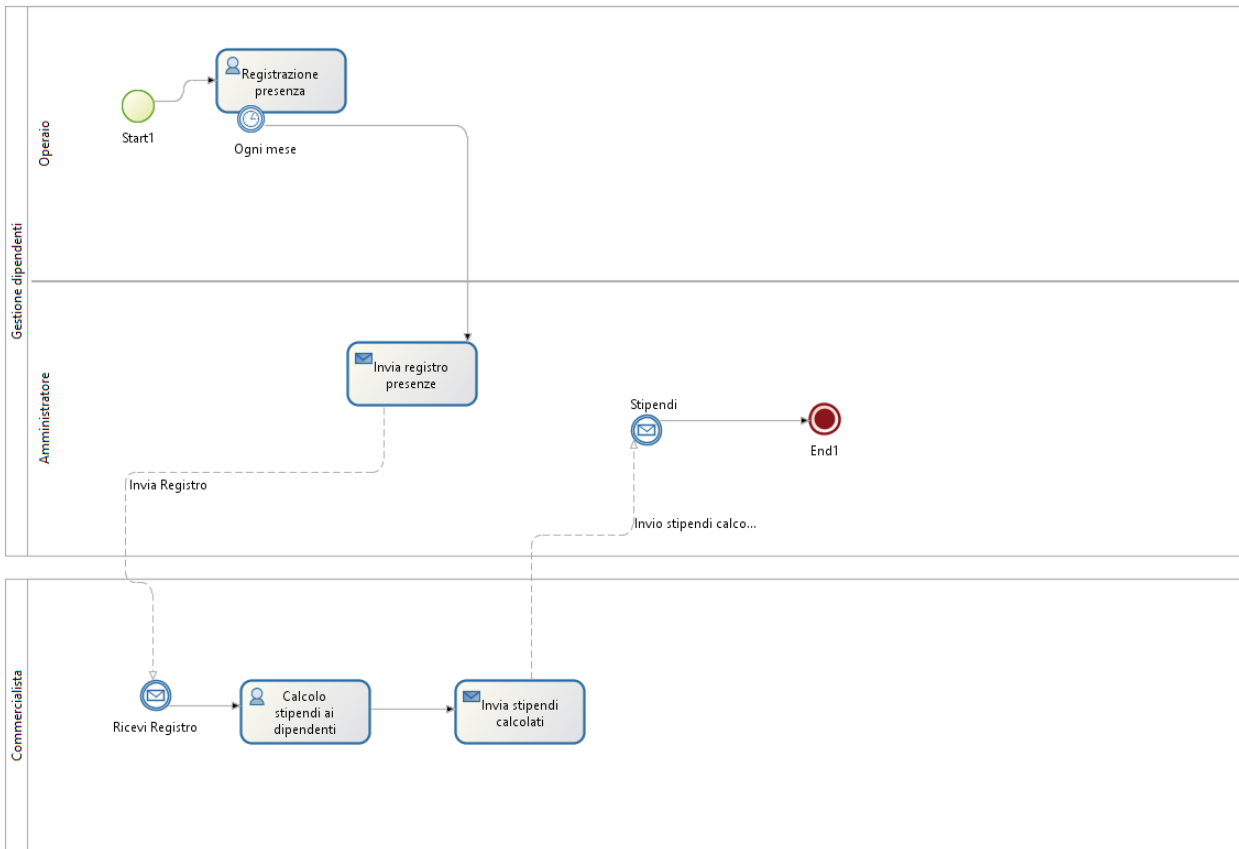 Gestione dipendenti
Operaio
Start1
Registrazione
presenza
Ogni mese
Amministratore
Invia registro
presenze
Stipendi
End1
Invia Registro
Invio stipendi calco...
Commercialista
Ricevi Registro
Calcolo
stipendi ai
dipendenti
Invia stipendi
calcolati